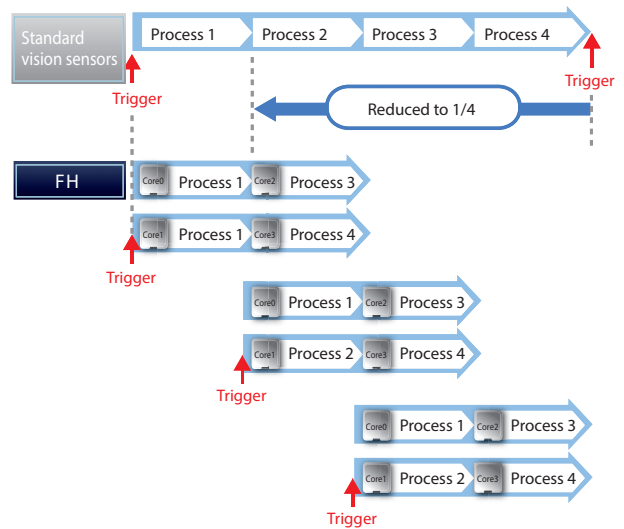 Standard
vision sensors
Process 1
Process 2
Process 3
Process 4
Trigger
Trigger
Reduced to 1/4
FH
Core0 Process 1 Core2 Process 3
Core1 Process 1 Core3 Process 4
Trigger
Core0 Process 1 Core2 Process 3
Core1 Process 2 Core3 Process 4
Trigger
Core0 Process 1 Core2 Process 3
Core1 Process 2 Core3 Process 4
Trigger